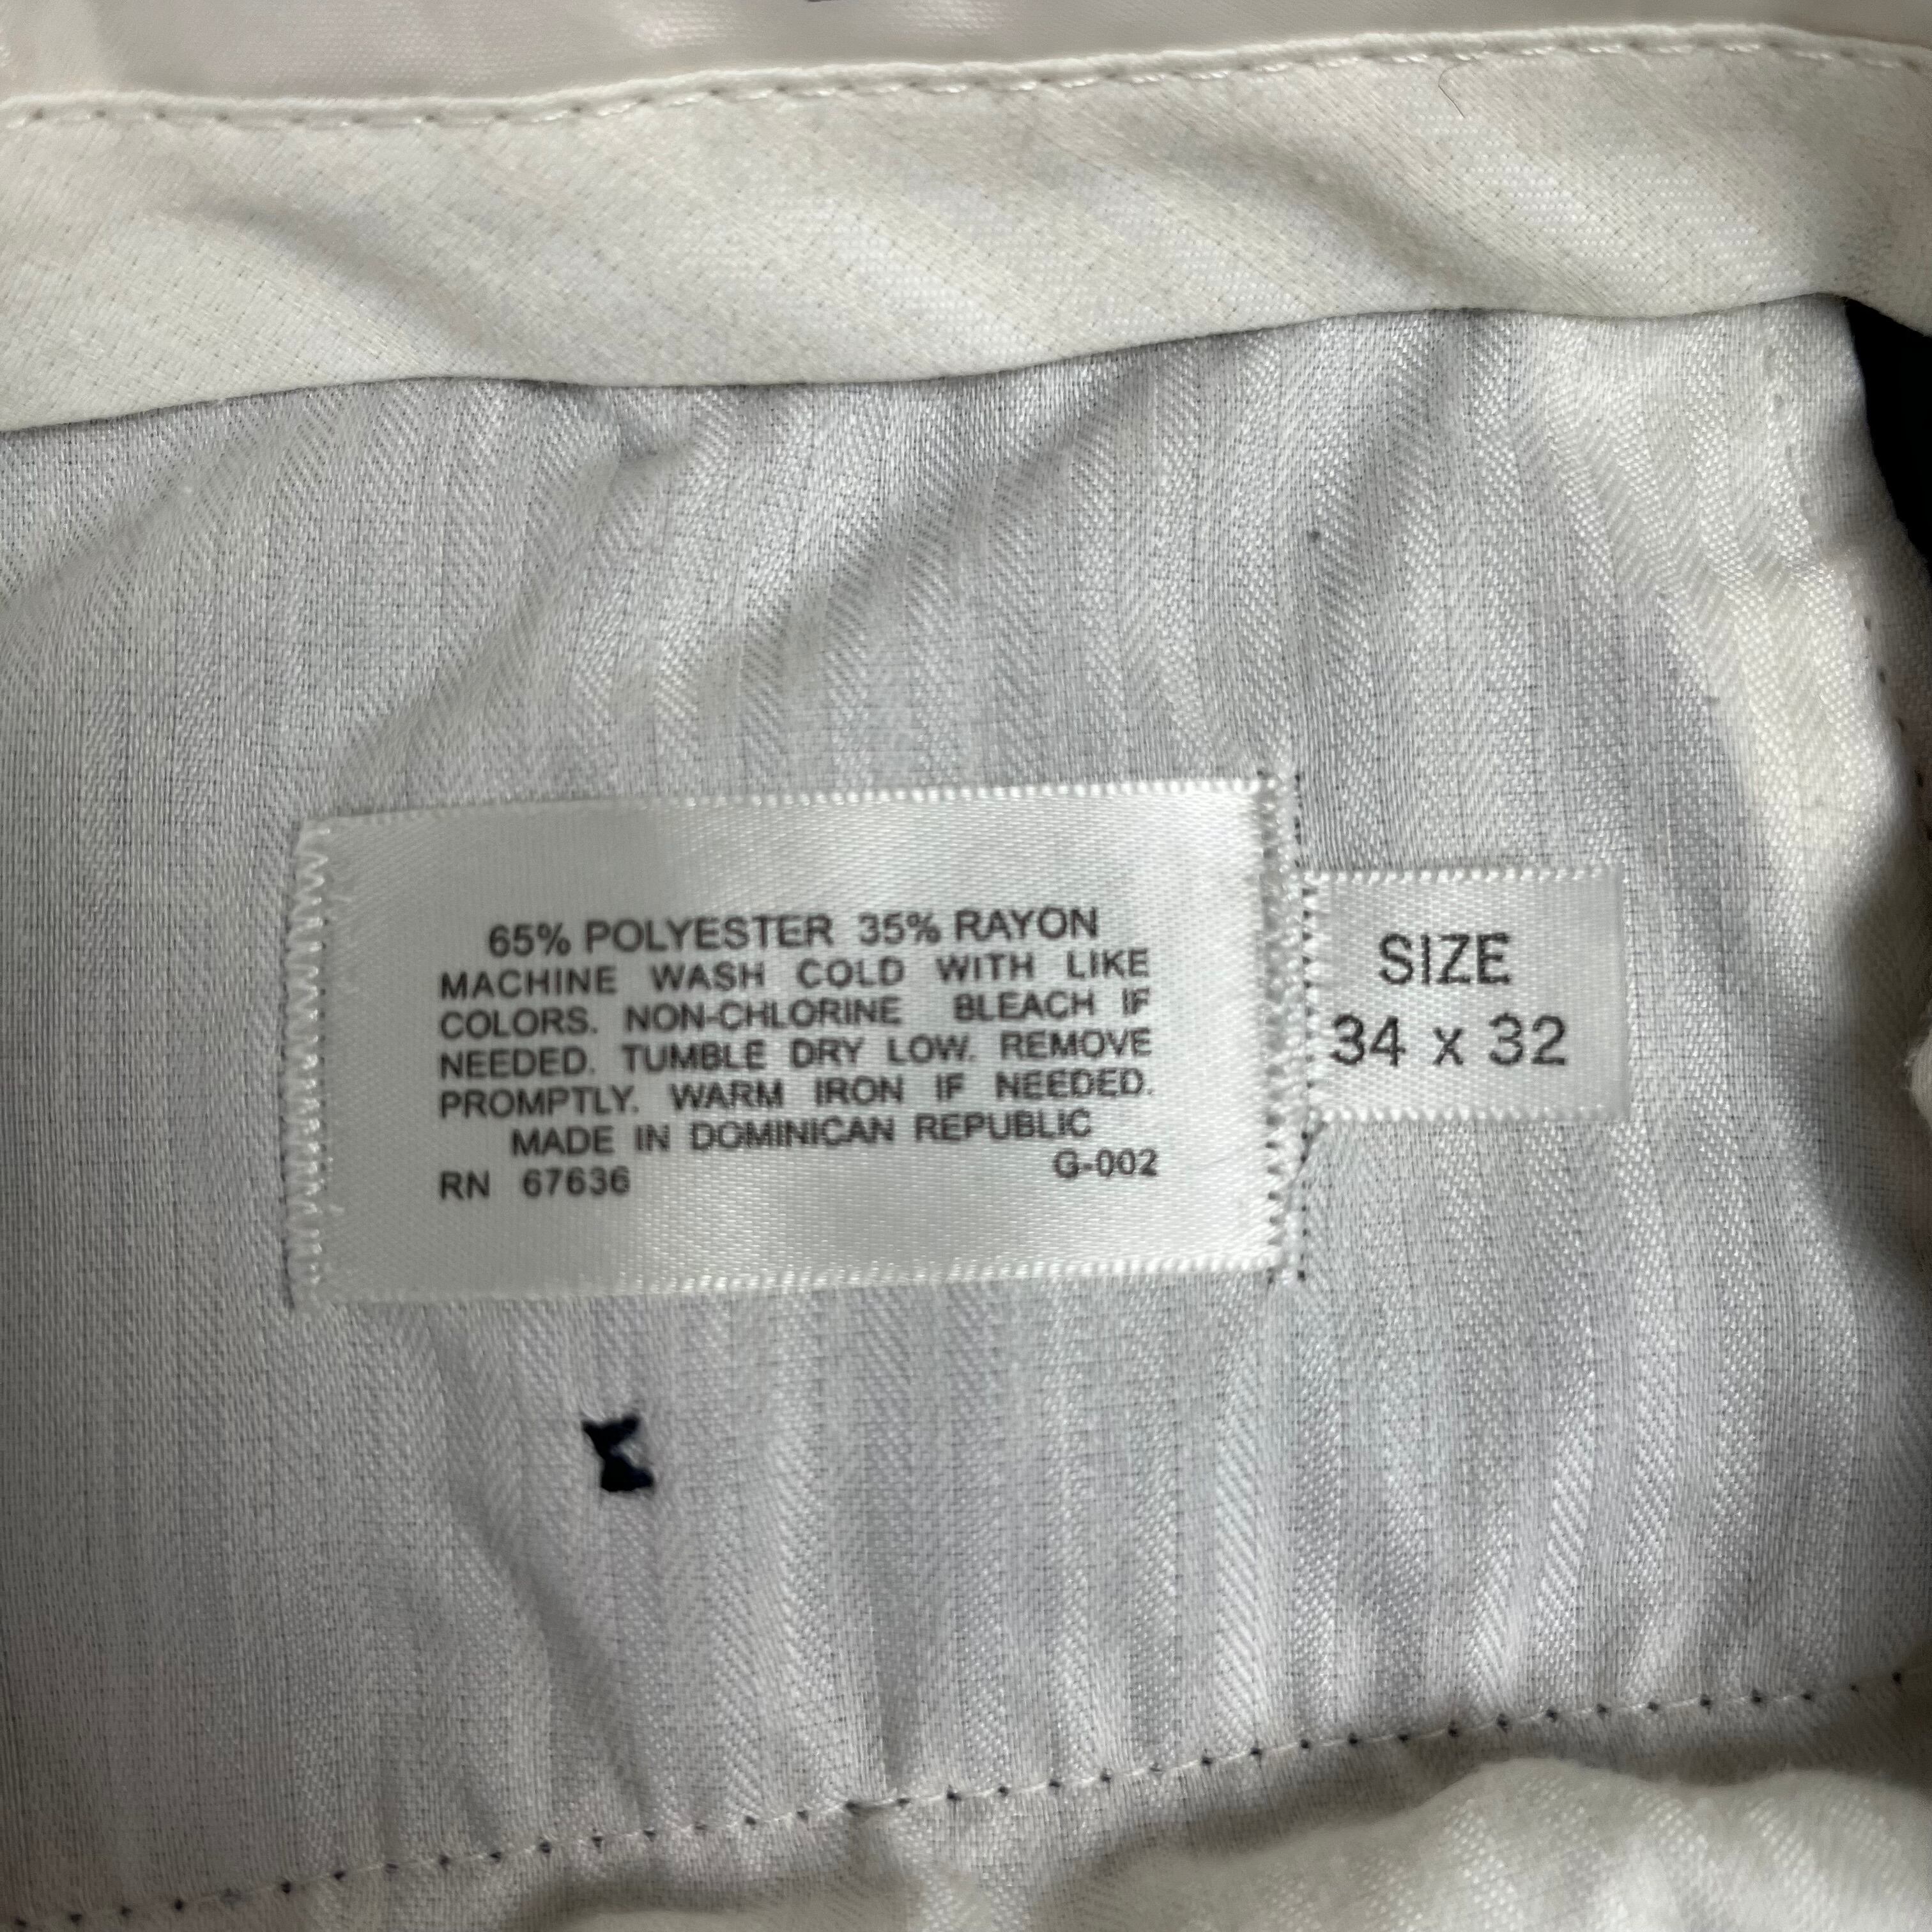 65% POLYESTER 35% RAYON
MACHINE WASH COLD WITH LIKE
COLORS. NON-CHLORINE BLEACH IF
NEEDED. TUMBLE DRY LOW. REMOVE
PROMPTLY. WARM IRON IF NEEDED.
MADE IN DOMINICAN REPUBLIC
RN 67636 G-002
SIZE
34 x 32